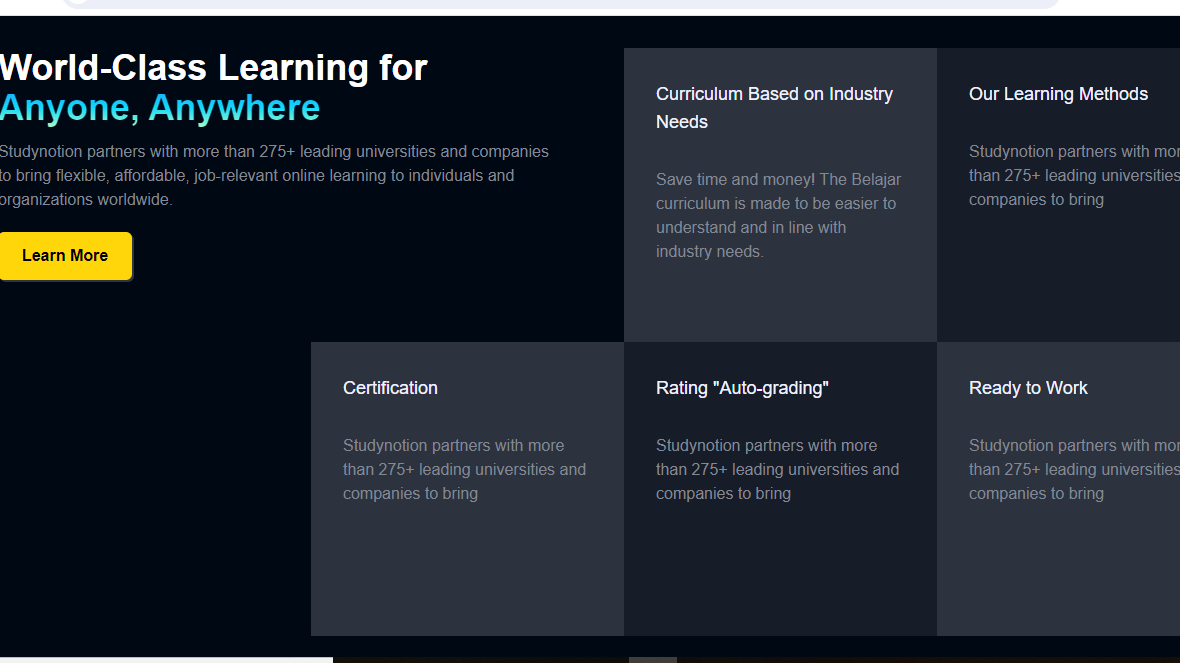 World-Class Learning for
Anyone, Anywhere
Studynotion partners with more than 275+ leading universities and companies
to bring flexible, affordable, job-relevant online learning to individuals and
organizations worldwide.
Learn More
Curriculum Based on Industry
Needs
Save time and money! The Belajar
curriculum is made to be easier to
understand and in line with
industry needs.
Our Learning Methods
Studynotion partners with mor
than 275+ leading universities
companies to bring
Certification
Studynotion partners with more
than 275+ leading universities and
companies to bring
Rating "Auto-grading"
Studynotion partners with more
than 275+ leading universities and
companies to bring
Ready to Work
Studynotion partners with mor
than 275+ leading universities
companies to bring